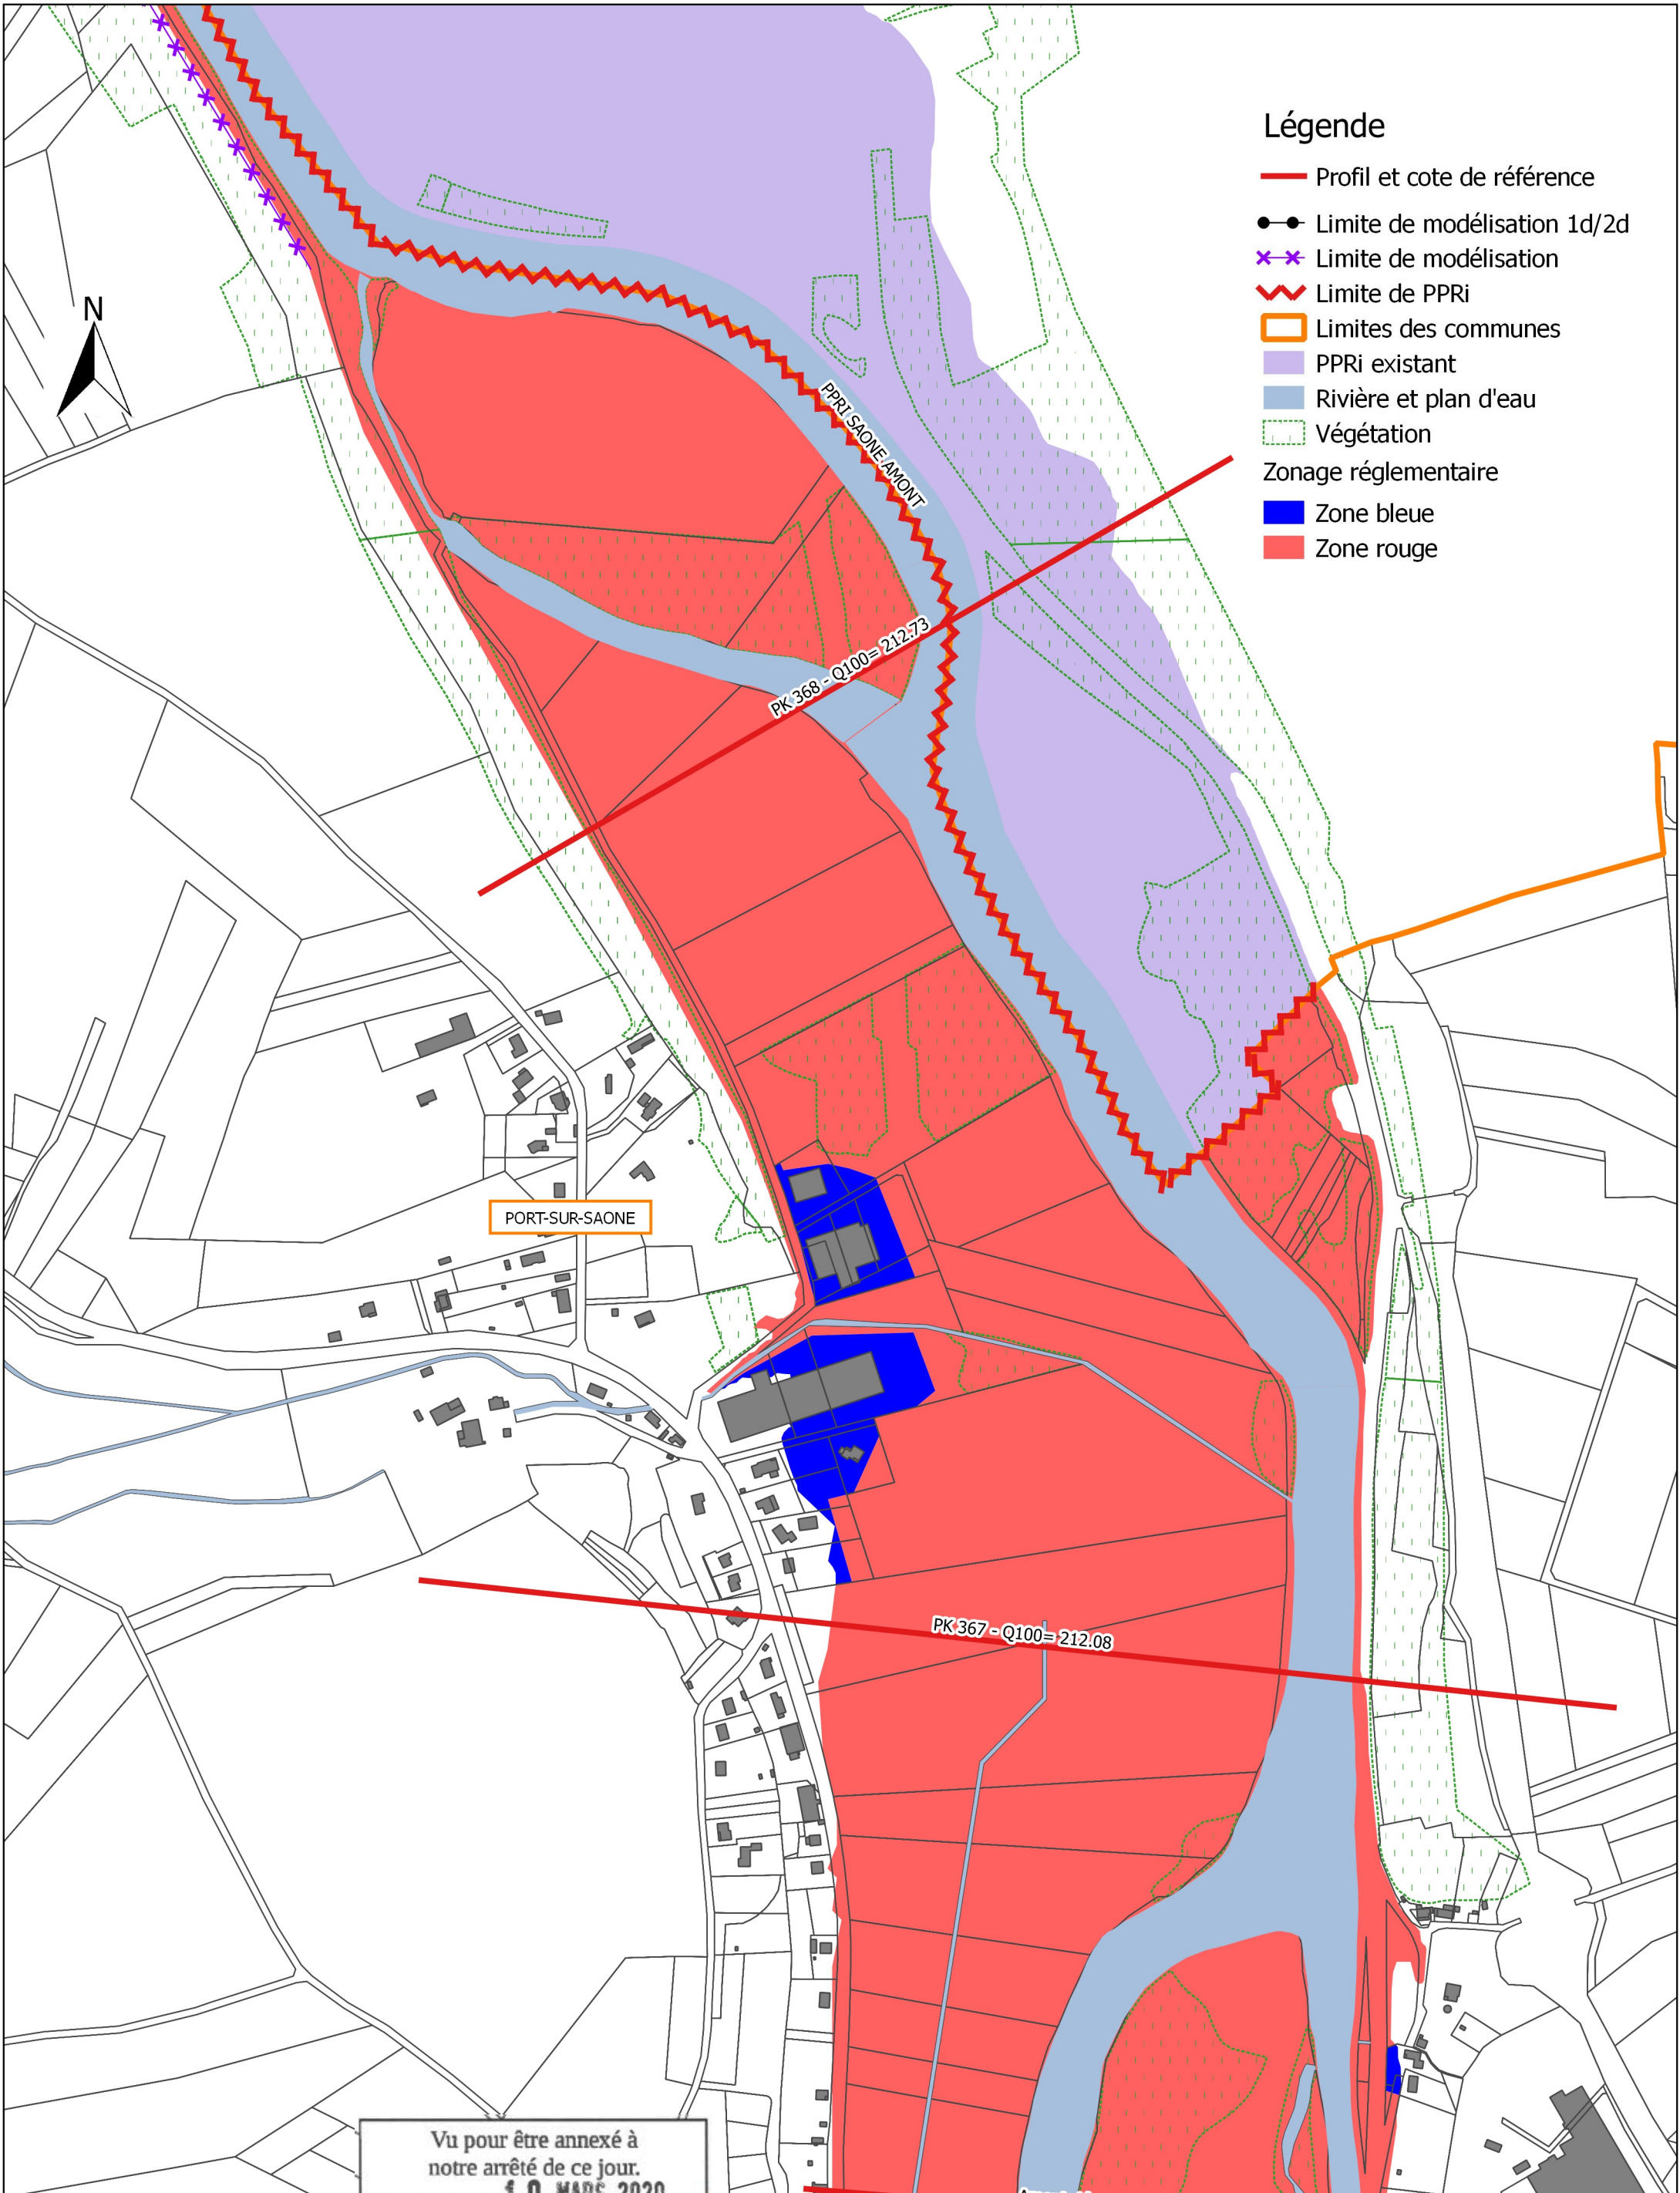 Légende
Profil et cote de référence
Limite de modélisation 1d/2d
Limite de modélisation
Limite de PPRi
Limites des communes
PPRi existant
Rivière et plan d'eau
Végétation
Zonage réglementaire
Zone bleue
Zone rouge
N
PPRI SAONE AMONT
PK 368 - Q100= 212.73
PORT-SUR-SAONE
PK 367 - Q100= 212.08
Vu pour être annexé à
notre arrêté de ce jour.
MARS 2020